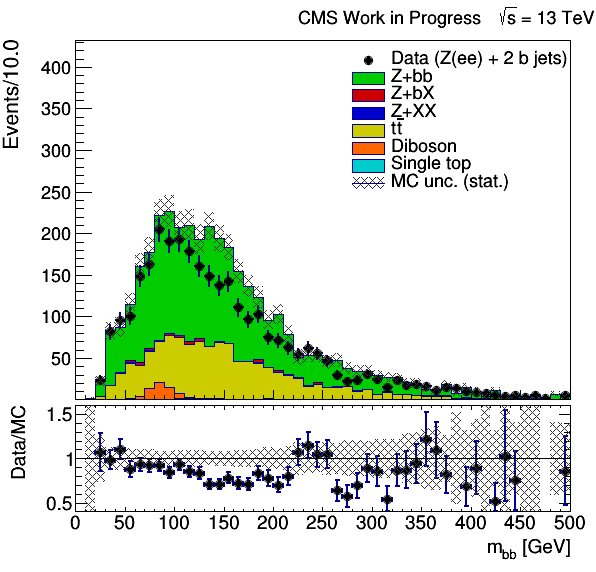 CMS Work in Progress √s = 13 TeV
Events/10.0
400
350
300
250
200
150
100
50
Data (Z(ee) + 2 b jets)
Z+bb
Z+bX
Z+XX
tt̄
Diboson
Single top
MC unc. (stat.)
Data/MC
1.5
1
0.5
0 50 100 150 200 250 300 350 400 450 500
m_bb [GeV]